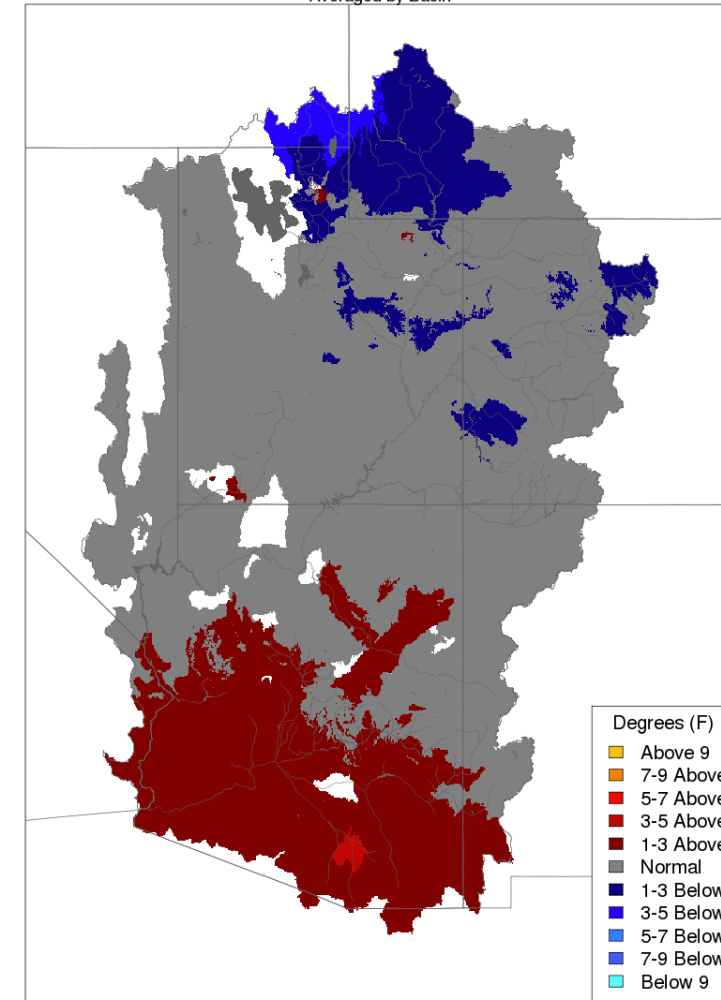 Averaged by Basin
Degrees (F)
Above 9
7-9 Above
5-7 Above
3-5 Above
1-3 Above
Normal
1-3 Below
3-5 Below
5-7 Below
7-9 Below
Below 9